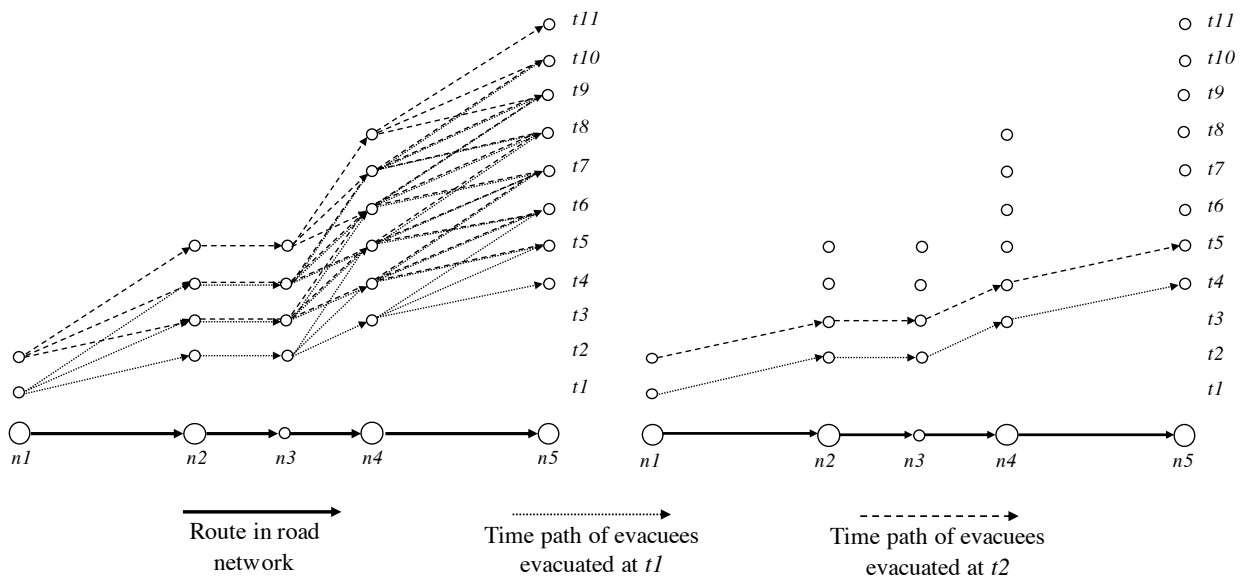 t11
t10
t9
t8
t7
t6
t5
t4
t3
t2
t1
n1 n2 n3 n4 n5
t11
t10
t9
t8
t7
t6
t5
t4
t3
t2
t1
n1 n2 n3 n4 n5
Route in road
network
Time path of evacuees
evacuated at t1
Time path of evacuees
evacuated at t2